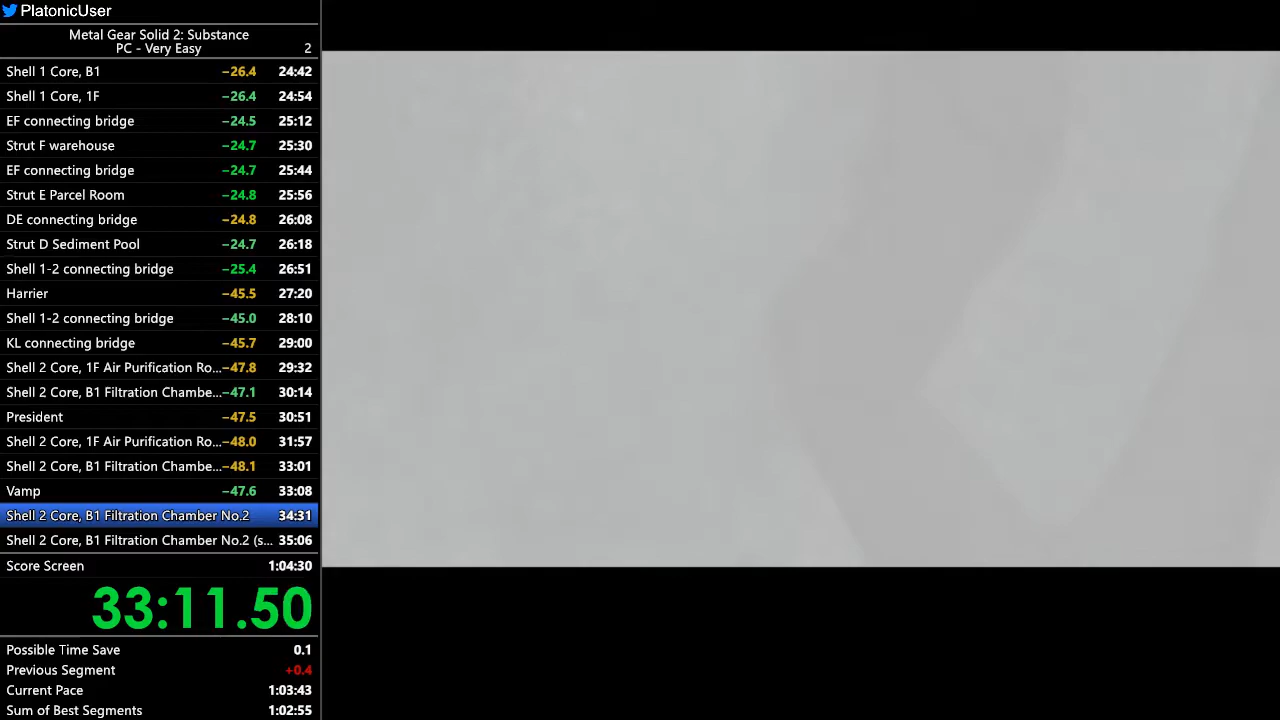 PlatonicUser
Metal Gear Solid 2: Substance
PC - Very Easy 2
Shell 1 Core, B1 −26.4 24:42
Shell 1 Core, 1F −26.4 24:54
EF connecting bridge −24.5 25:12
Strut F warehouse −24.7 25:30
EF connecting bridge −24.7 25:44
Strut E Parcel Room −24.8 25:56
DE connecting bridge −24.8 26:08
Strut D Sediment Pool −24.7 26:18
Shell 1-2 connecting bridge −25.4 26:51
Harrier −45.5 27:20
Shell 1-2 connecting bridge −45.0 28:10
KL connecting bridge −45.7 29:00
Shell 2 Core, 1F Air Purification Ro... −47.8 29:32
Shell 2 Core, B1 Filtration Chambe... −47.1 30:14
President −47.5 30:51
Shell 2 Core, 1F Air Purification Ro... −48.0 31:57
Shell 2 Core, B1 Filtration Chambe... −48.1 33:01
Vamp −47.6 33:08
Shell 2 Core, B1 Filtration Chamber No.2 34:31
Shell 2 Core, B1 Filtration Chamber No.2 (s... 35:06
Score Screen 1:04:30
33:11.50
Possible Time Save 0.1
Previous Segment +0.4
Current Pace 1:03:43
Sum of Best Segments 1:02:55